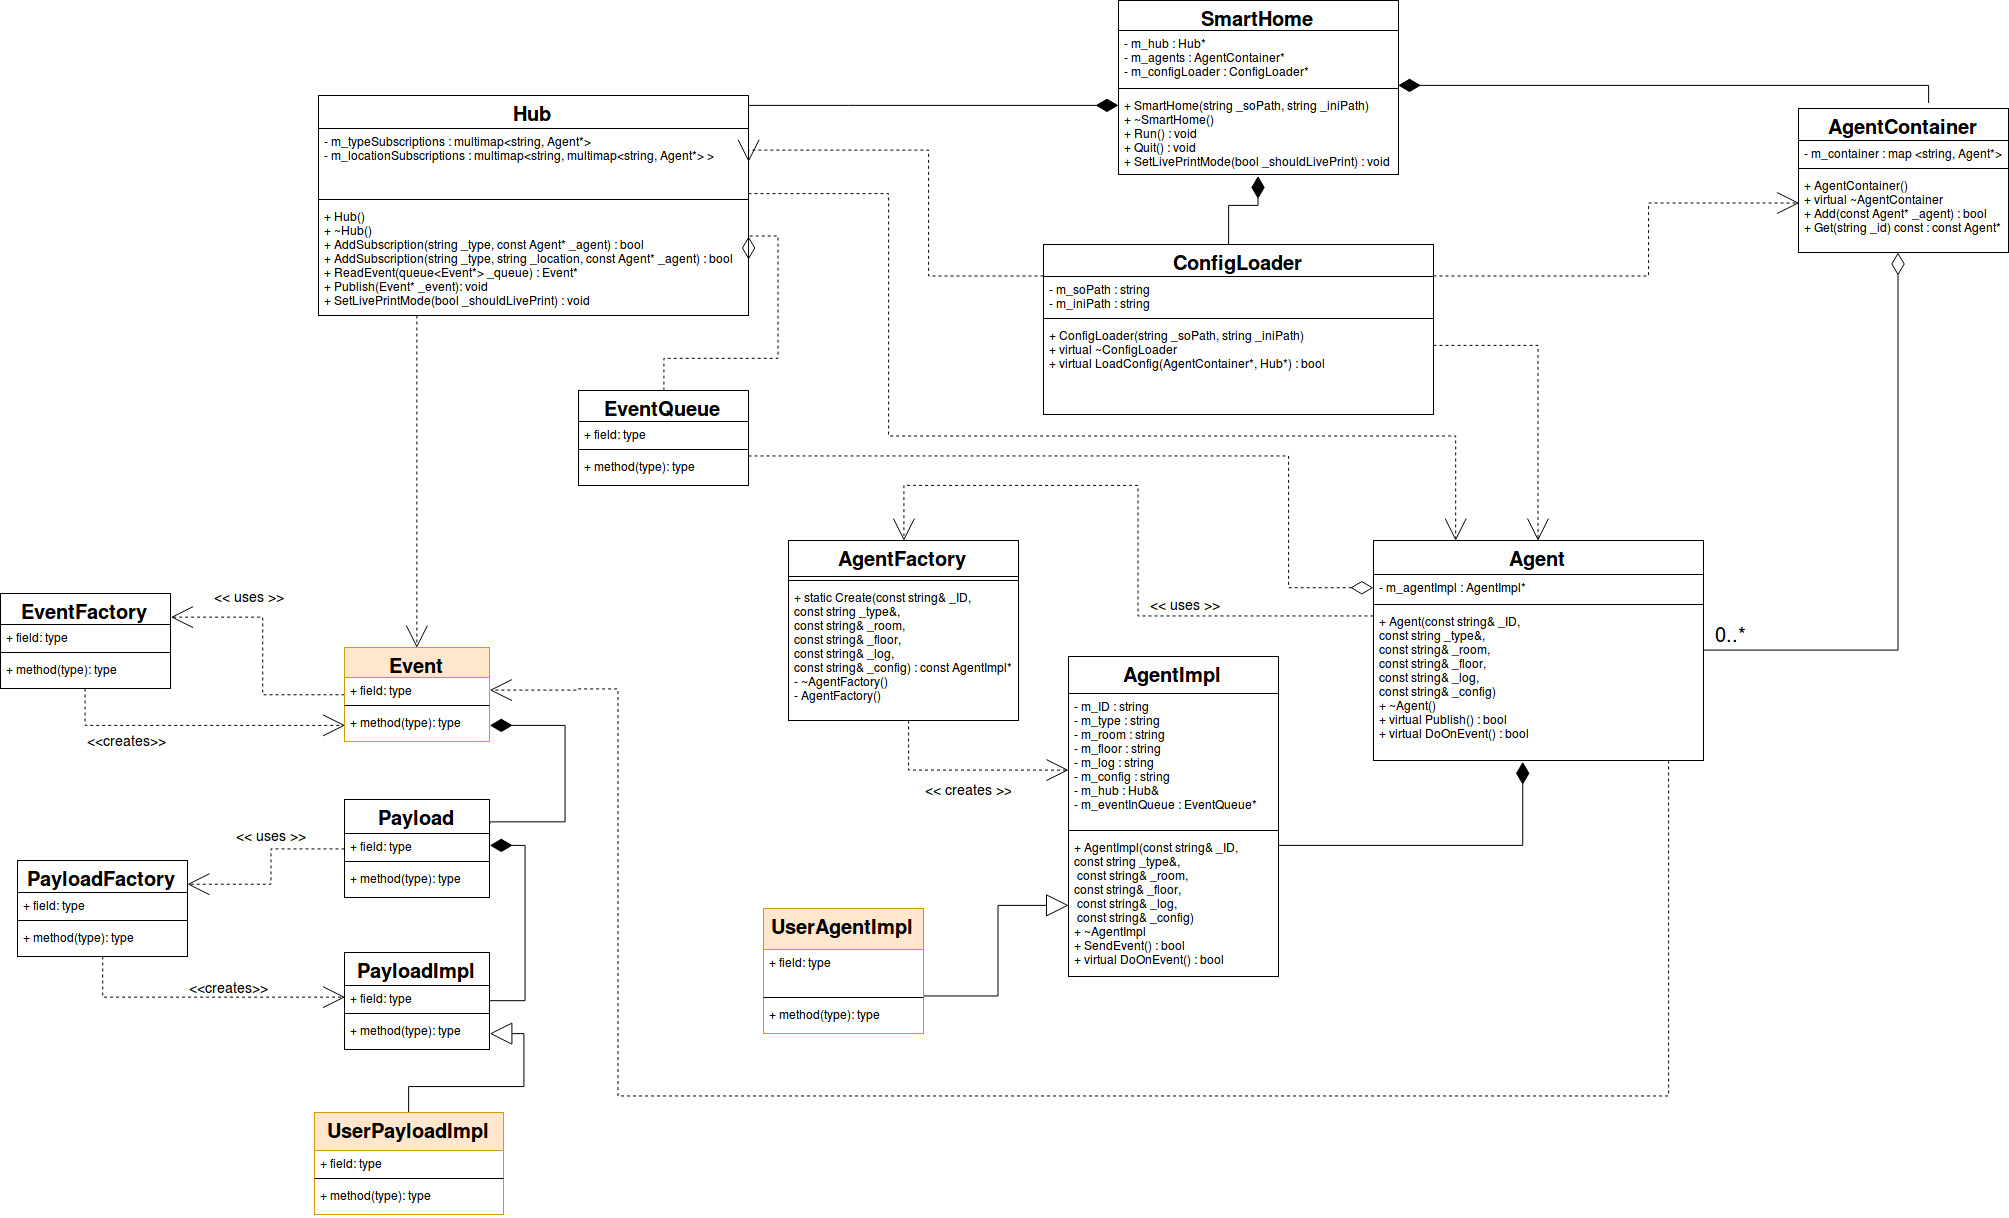 SmartHome
- m_hub : Hub*
- m_agents : AgentContainer*
- m_configLoader : ConfigLoader*
+ SmartHome(string _soPath, string _iniPath)
+ ~SmartHome()
+ Run() : void
+ Quit() : void
+ SetLivePrintMode(bool _shouldLivePrint) : void
Hub
- m_typeSubscriptions : multimap<string, Agent*>
- m_locationSubscriptions : multimap<string, multimap<string, Agent*> >
+ Hub()
+ ~Hub()
+ AddSubscription(string _type, const Agent* _agent) : bool
+ AddSubscription(string _type, string _location, const Agent* _agent) : bool
+ ReadEvent(queue<Event*> _queue) : Event*
+ Publish(Event* _event): void
+ SetLivePrintMode(bool _shouldLivePrint) : void
AgentContainer
- m_container : map <string, Agent*>
+ AgentContainer()
+ virtual ~AgentContainer
+ Add(const Agent* _agent) : bool
+ Get(string _id) const : const Agent*
ConfigLoader
- m_soPath : string
- m_iniPath : string
+ ConfigLoader(string _soPath, string _iniPath)
+ virtual ~ConfigLoader
+ virtual LoadConfig(AgentContainer*, Hub*) : bool
EventQueue
+ field: type
+ method(type): type
AgentFactory
+ static Create(const string& _ID,
const string _type&,
const string& _room,
const string& _floor,
const string& _log,
const string& _config) : const AgentImpl*
- ~AgentFactory()
- AgentFactory()
<< uses >>
Agent
- m_agentImpl : AgentImpl*
+ Agent(const string& _ID,
const string _type&,
const string& _room,
const string& _floor,
const string& _log,
const string& _config)
+ ~Agent()
+ virtual Publish() : bool
+ virtual DoOnEvent() : bool
0..*
EventFactory
+ field: type
+ method(type): type
<< uses >>
<<creates>>
Event
+ field: type
+ method(type): type
AgentImpl
- m_ID : string
- m_type : string
- m_room : string
- m_floor : string
- m_log : string
- m_config : string
- m_hub : Hub&
- m_eventInQueue : EventQueue*
+ AgentImpl(const string& _ID,
const string _type&,
const string& _room,
const string& _floor,
const string& _log,
const string& _config)
+ ~AgentImpl
+ SendEvent() : bool
+ virtual DoOnEvent() : bool
<< creates >>
Payload
+ field: type
+ method(type): type
<< uses >>
PayloadFactory
+ field: type
+ method(type): type
<<creates>>
PayloadImpl
+ field: type
+ method(type): type
UserAgentImpl
+ field: type
+ method(type): type
UserPayloadImpl
+ field: type
+ method(type): type